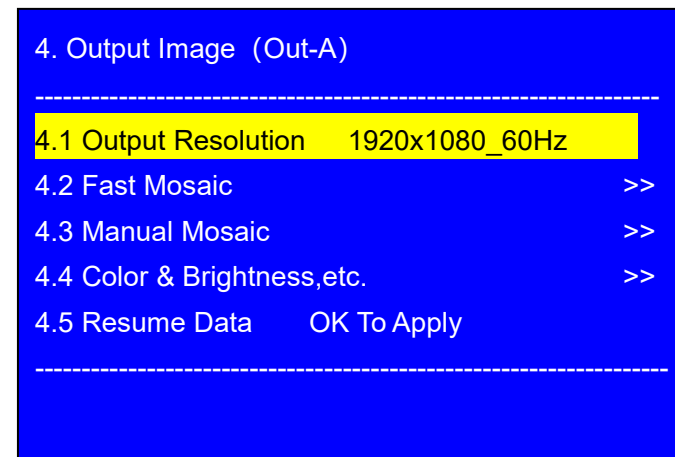 4. Output Image（Out-A）
--------------------------------------------------------------------
4.1 Output Resolution 1920x1080_60Hz
4.2 Fast Mosaic >>
4.3 Manual Mosaic >>
4.4 Color & Brightness,etc. >>
4.5 Resume Data OK To Apply
---------------------------------------------------------------------